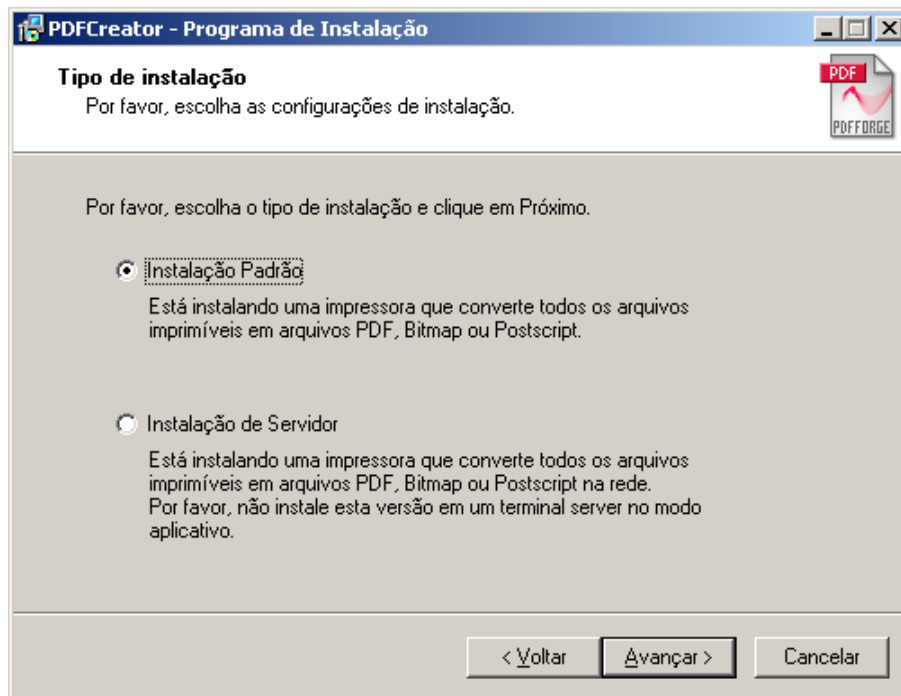 PDFCreator - Programa de Instalação
Tipo de instalação
Por favor, escolha as configurações de instalação.
PDF
PDFFORGE
Por favor, escolha o tipo de instalação e clique em Próximo.
Instalação Padrão
Está instalando uma impressora que converte todos os arquivos
imprimíveis em arquivos PDF, Bitmap ou Postscript.
Instalação de Servidor
Está instalando uma impressora que converte todos os arquivos
imprimíveis em arquivos PDF, Bitmap ou Postscript na rede.
Por favor, não instale esta versão em um terminal server no modo
aplicativo.
< Voltar
Avançar >
Cancelar